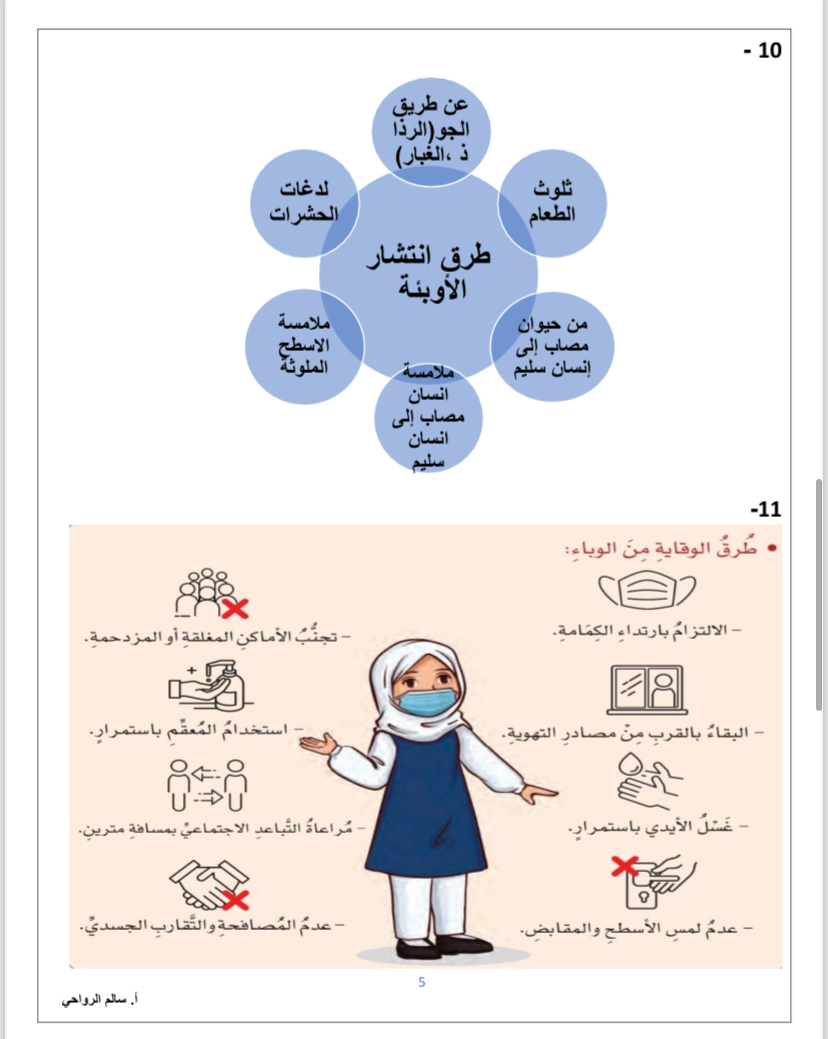 10 -
عن طريق
الجو(الرذا
ذ ،الغبار)
ثلوث
الطعام
من حيوان
مصاب إلى
إنسان سليم
ملامسة
انسان
مصاب إلى
انسان
سليم
ملامسة
الاسطح
الملوثة
لدغات
الحشرات
طرق انتشار
الأوبئة
11-
• طُرقُ الوقايةِ مِنَ الوباءِ:
– الالتزامُ بارتداءِ الكِمَامةِ.
– تجنُّبُ الأماكنِ المغلقةِ أو المزدحمةِ.
– البقاءُ بالقربِ مِنْ مصادرِ التهويةِ.
– استخدامُ المُعقِّمِ باستمرارٍ.
– غَسْلُ الأيدي باستمرارٍ.
– مُراعاةُ التَّباعدِ الاجتماعيِّ بمسافةِ مترينِ.
– عدمُ لمسِ الأسطحِ والمقابضِ.
– عدمُ المُصافحةِ والتَّقاربِ الجسديِّ.
5
أ. سالم الرواحي